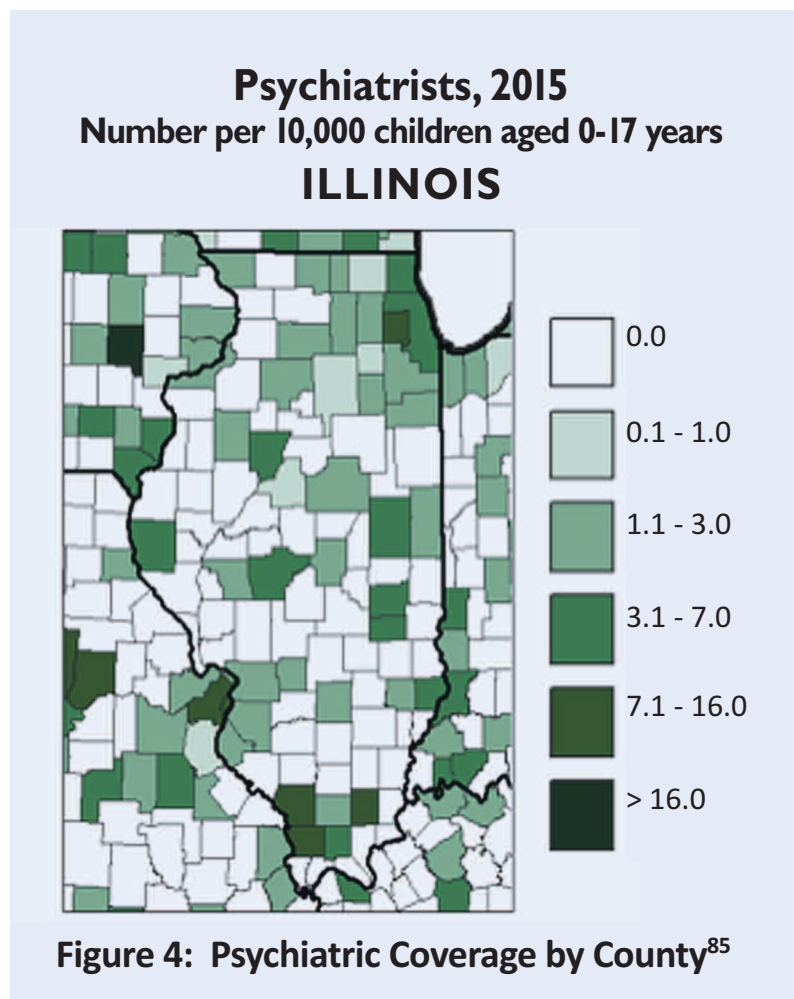 Psychiatrists, 2015
Number per 10,000 children aged 0-17 years
ILLINOIS
0.0
0.1 - 1.0
1.1 - 3.0
3.1 - 7.0
7.1 - 16.0
> 16.0
Figure 4: Psychiatric Coverage by County85